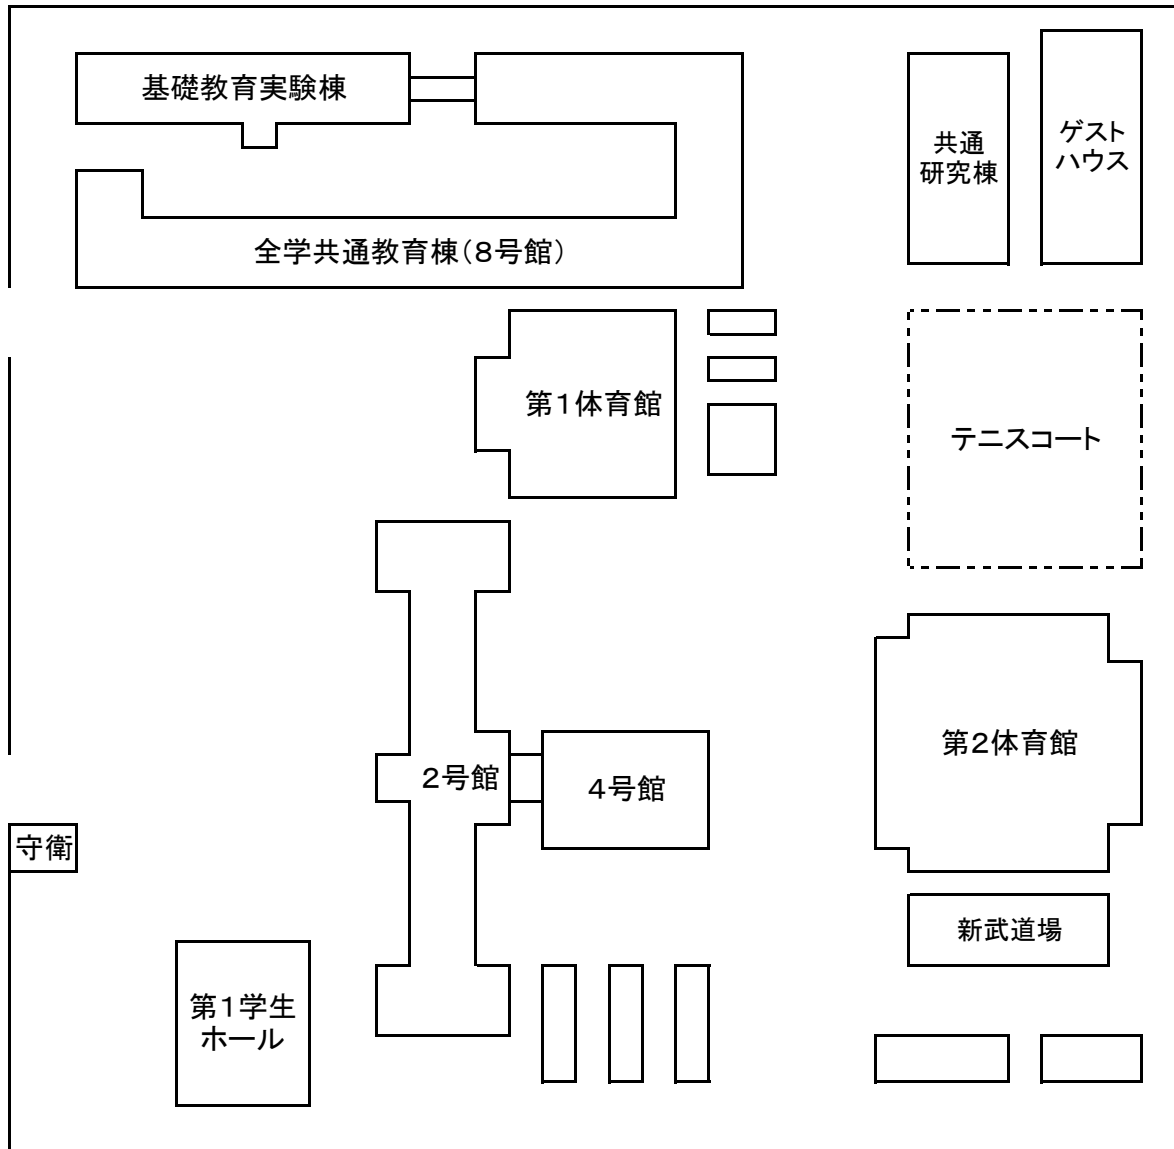 基礎教育実験棟
共通
研究棟
ゲスト
ハウス
全学共通教育棟(8号館)
第1体育館
テニスコート
2号館
4号館
第2体育館
守衛
新武道場
第1学生
ホール